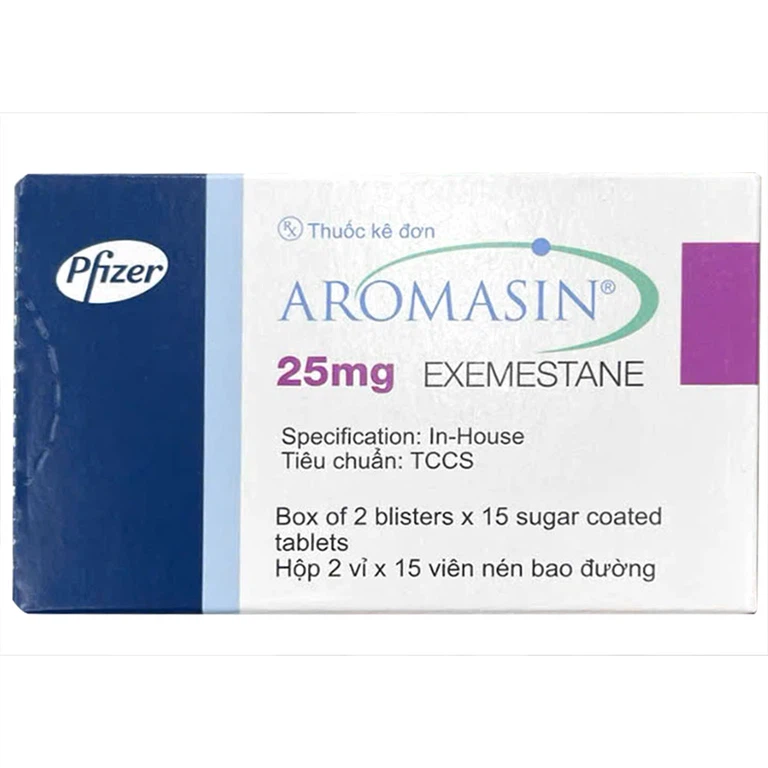 Pfizer
Rx Thuốc kê đơn
AROMASIN®
25mg EXEMESTANE
Specification: In-House
Tiêu chuẩn: TCCS
Box of 2 blisters x 15 sugar coated
tablets
Hộp 2 vỉ x 15 viên nén bao đường